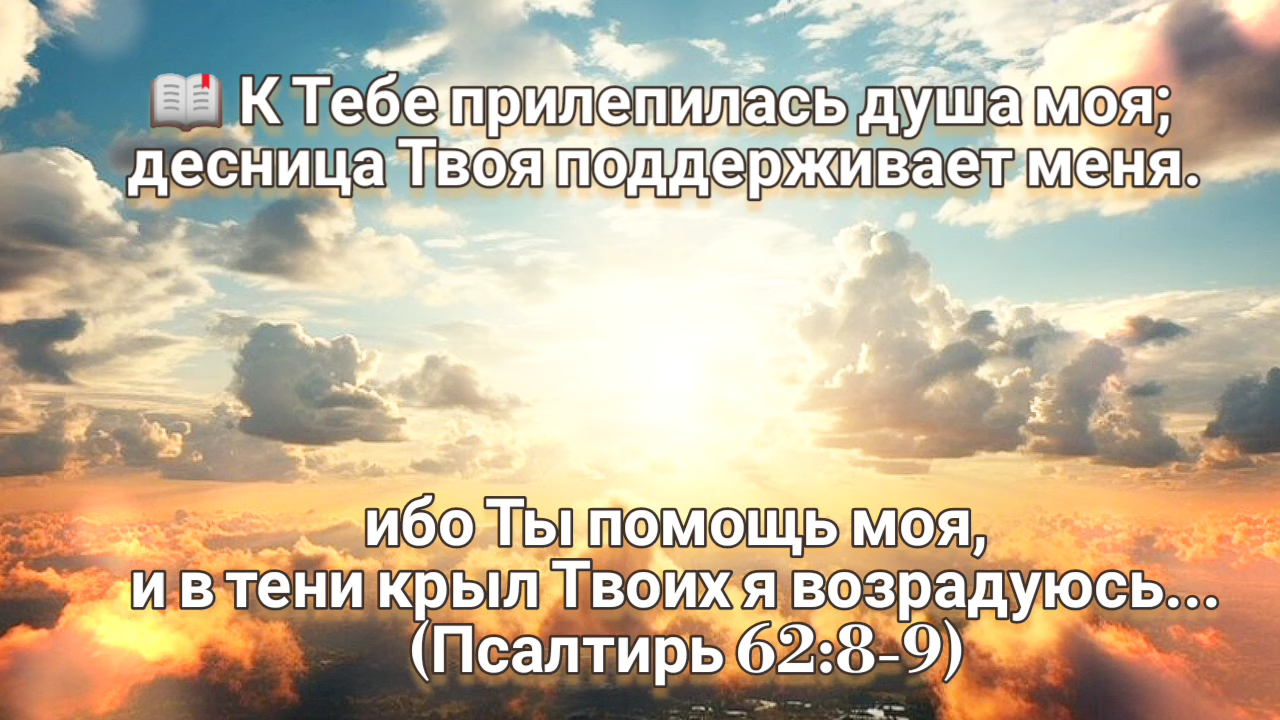 📖 К Тебе прилепилась душа моя;
десница Твоя поддерживает меня.
ибо Ты помощь моя,
и в тени крыл Твоих я возрадуюсь...
(Псалтирь 62:8-9)